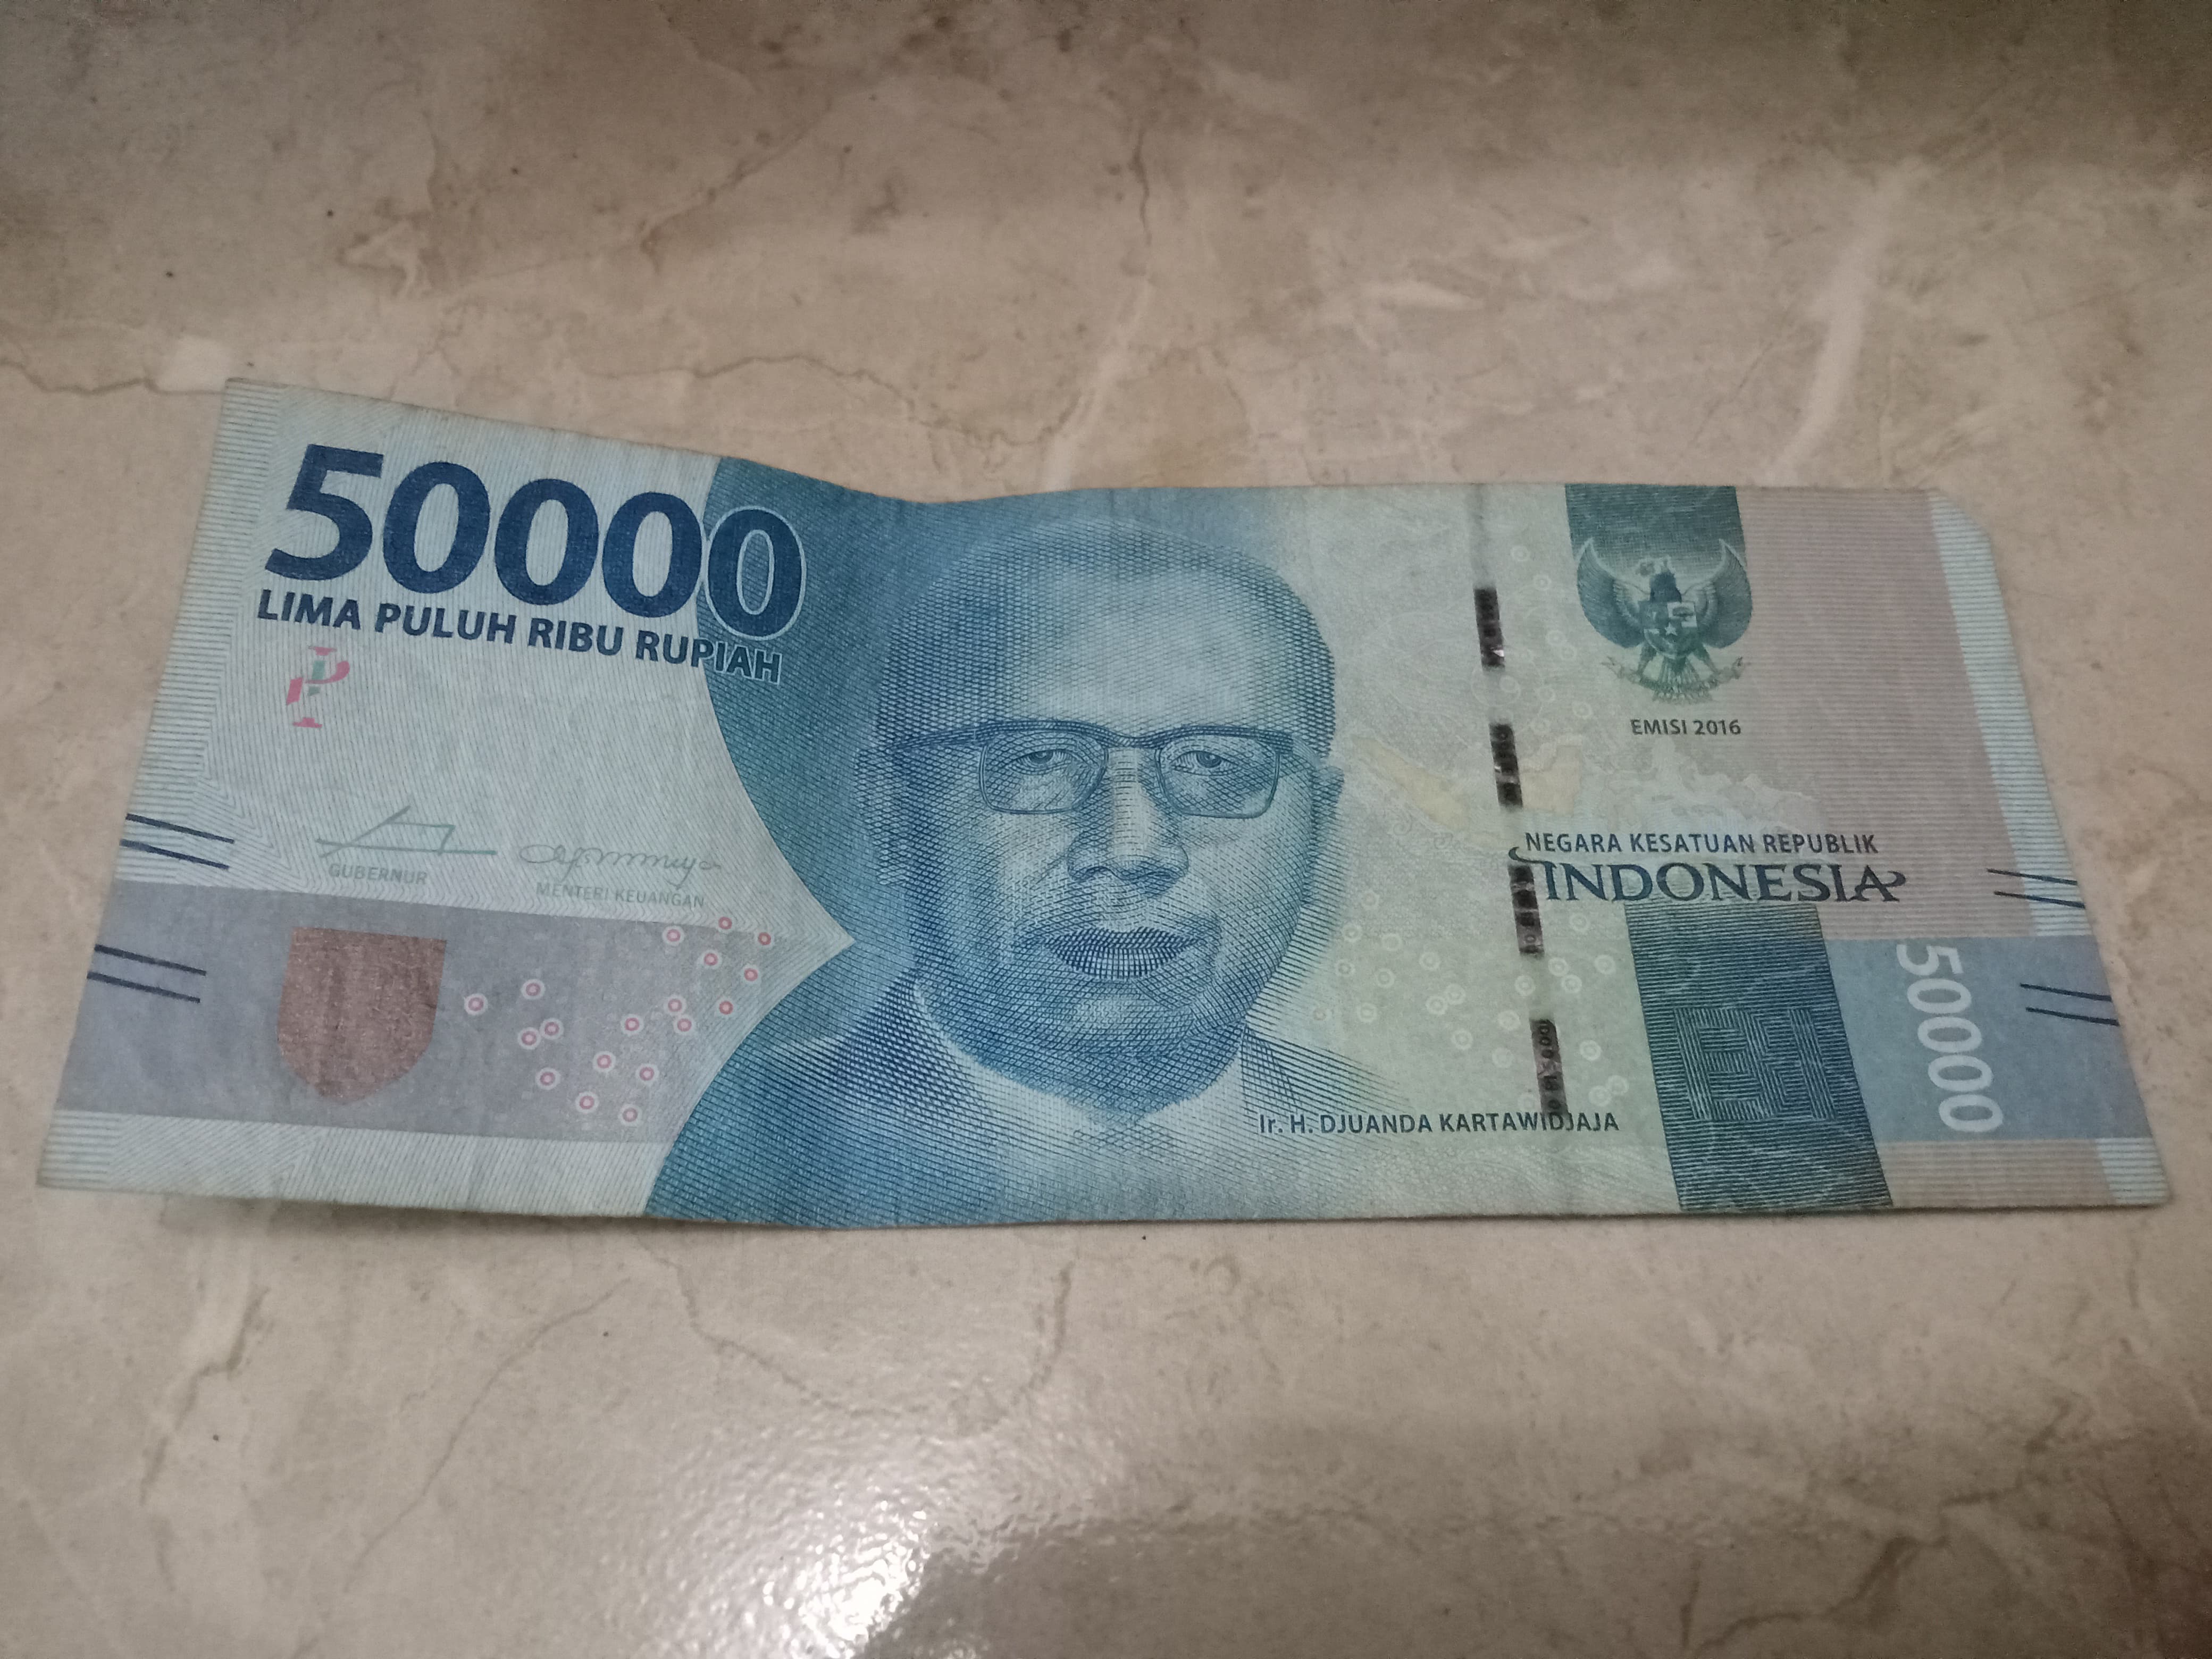 50000
LIMA PULUH RIBU RUPIAH
GUBERNUR
MENTERI KEUANGAN
EMISI 2016
NEGARA KESATUAN REPUBLIK
INDONESIA
50000
Ir. H. DJUANDA KARTAWIDJAJA